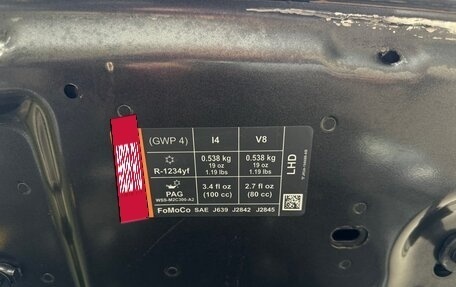 (GWP 4) I4 V8
R-1234yf 0.538 kg 0.538 kg
19 oz 19 oz
1.19 lbs 1.19 lbs
PAG 3.4 fl oz 2.7 fl oz
WSS-M2C300-A2 (100 cc) (80 cc)
FoMoCo SAE J639 J2842 J2845
LHD